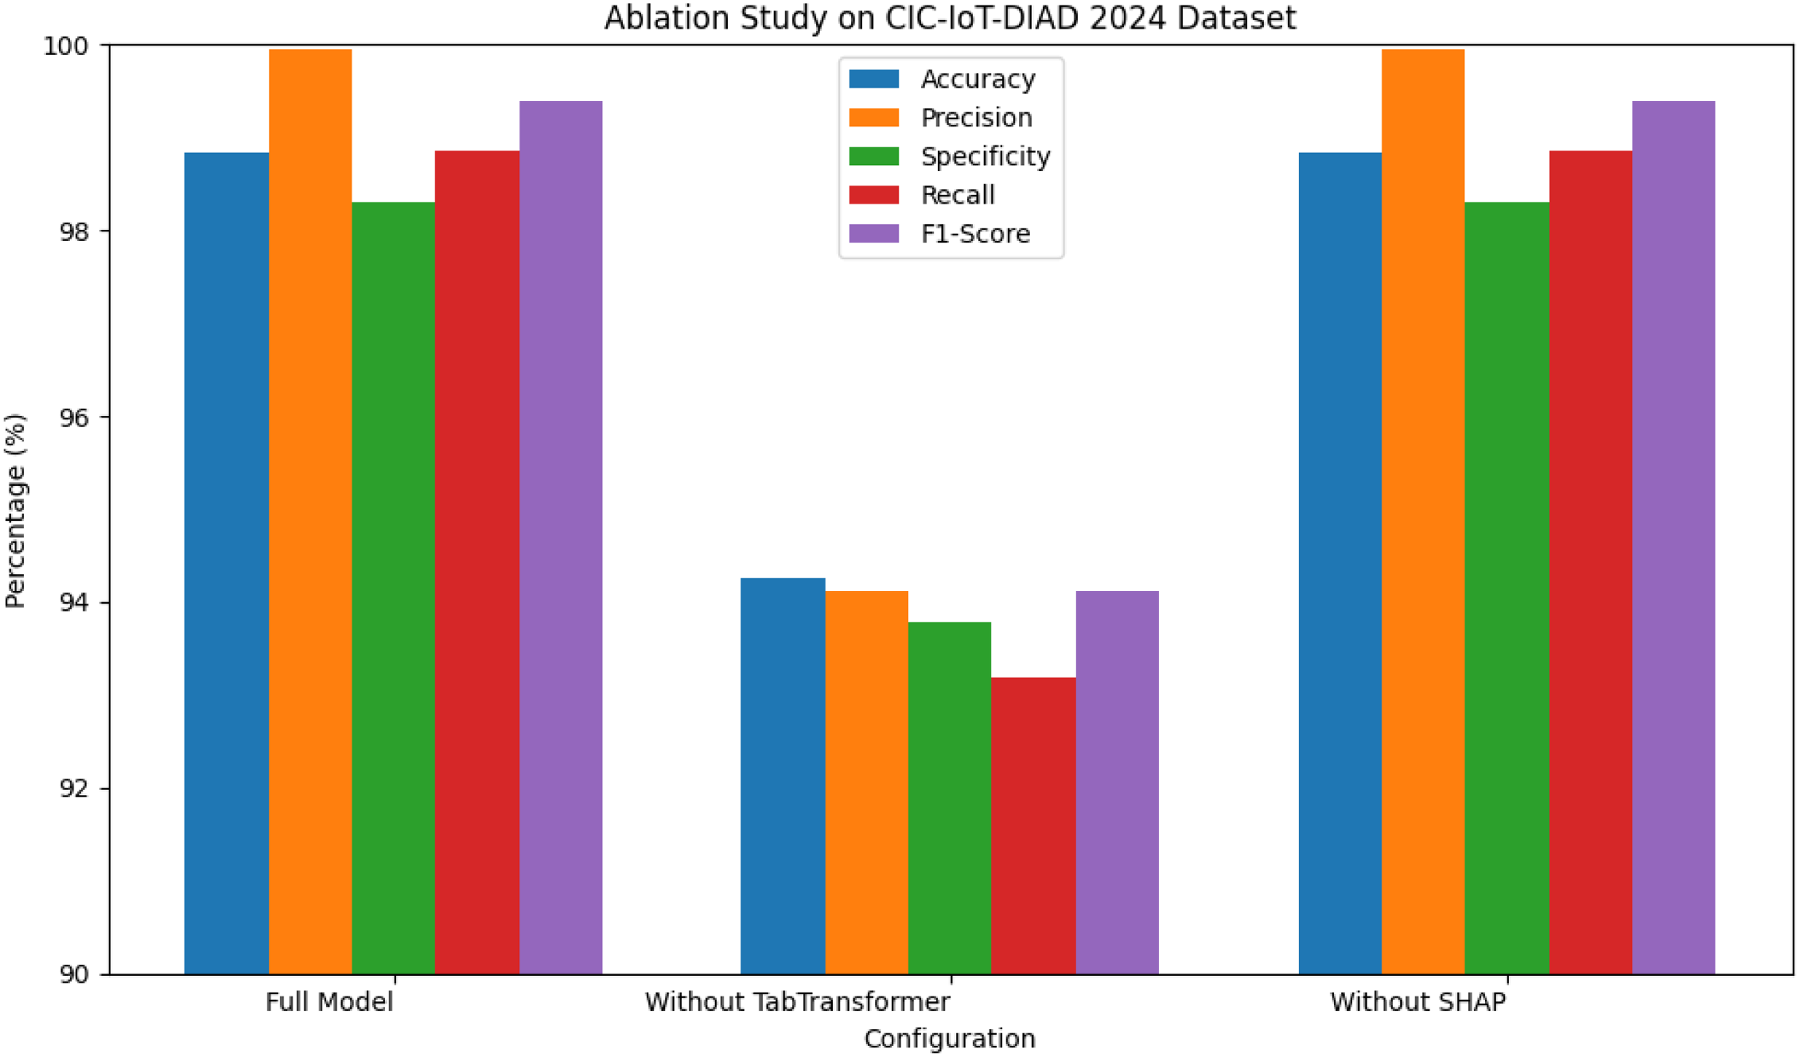 Ablation Study on CIC-IoT-DIAD 2024 Dataset
100
98
96
94
92
90
Percentage (%)
Accuracy
Precision
Specificity
Recall
F1-Score
Full Model
Without TabTransformer
Without SHAP
Configuration